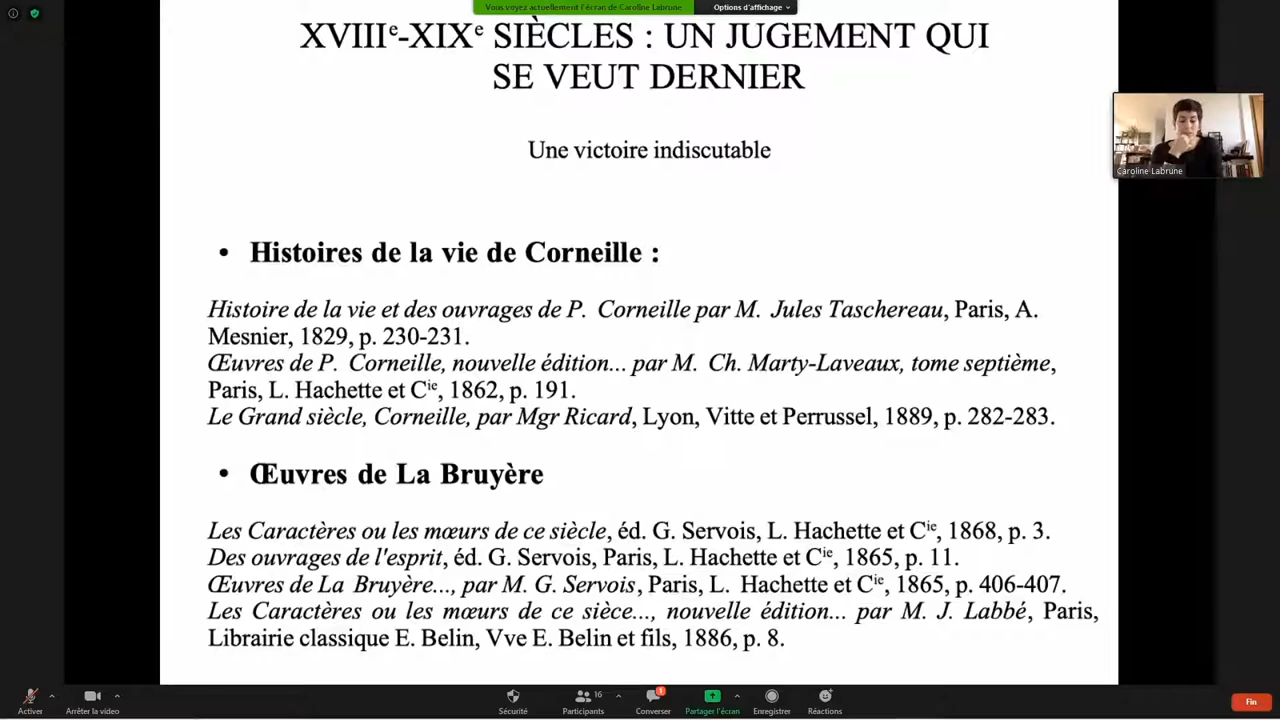 Vous voyez actuellement l'écran de Caroline Labrune
Options d'affichage
XVIIIe-XIXe SIÈCLES : UN JUGEMENT QUI
SE VEUT DERNIER
Une victoire indiscutable
Caroline Labrune
• Histoires de la vie de Corneille :
Histoire de la vie et des ouvrages de P. Corneille par M. Jules Taschereau, Paris, A.
Mesnier, 1829, p. 230-231.
Œuvres de P. Corneille, nouvelle édition... par M. Ch. Marty-Laveaux, tome septième,
Paris, L. Hachette et Cie, 1862, p. 191.
Le Grand siècle, Corneille, par Mgr Ricard, Lyon, Vitte et Perrussel, 1889, p. 282-283.
• Œuvres de La Bruyère
Les Caractères ou les mœurs de ce siècle, éd. G. Servois, L. Hachette et Cie, 1868, p. 3.
Des ouvrages de l'esprit, éd. G. Servois, Paris, L. Hachette et Cie, 1865, p. 11.
Œuvres de La Bruyère..., par M. G. Servois, Paris, L. Hachette et Cie, 1865, p. 406-407.
Les Caractères ou les mœurs de ce sièce..., nouvelle édition... par M. J. Labbé, Paris,
Librairie classique E. Belin, Vve E. Belin et fils, 1886, p. 8.
Activer
Arrêter la vidéo
Sécurité
16
Participants
1
Converser
Partager l'écran
Enregistrer
Réactions
Fin